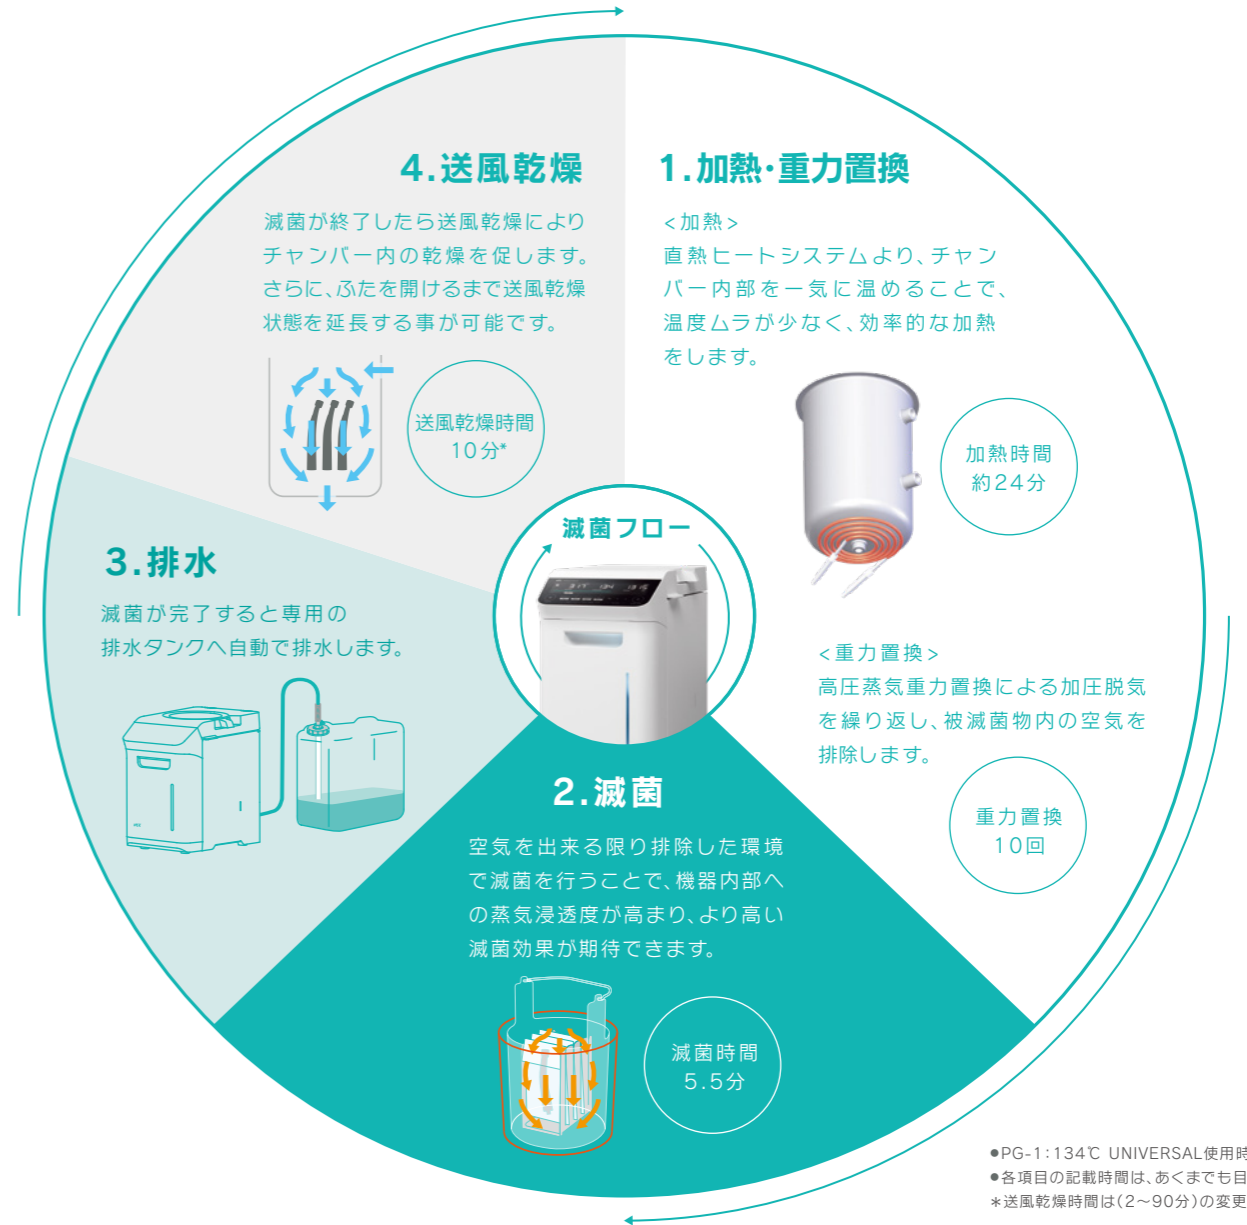 4.送風乾燥
滅菌が終了したら送風乾燥により
チャンバー内の乾燥を促します。
さらに、ふたを開けるまで送風乾燥
状態を延長する事が可能です。
送風乾燥時間
10分*
1.加熱・重力置換
<加熱>
直熱ヒートシステムより、チャン
バー内部を一気に温めることで、
温度ムラが少なく、効率的な加熱
をします。
加熱時間
約24分
<重力置換>
高圧蒸気重力置換による加圧脱気
を繰り返し、被滅菌物内の空気を
排除します。
重力置換
10回
滅菌フロー
3.排水
滅菌が完了すると専用の
排水タンクへ自動で排水します。
2.滅菌
空気を出来る限り排除した環境
で滅菌を行うことで、機器内部へ
の蒸気浸透度が高まり、より高い
滅菌効果が期待できます。
滅菌時間
5.5分
●PG-1：134℃ UNIVERSAL使用時
●各項目の記載時間は、あくまでも目
*送風乾燥時間は(2〜90分)の変更